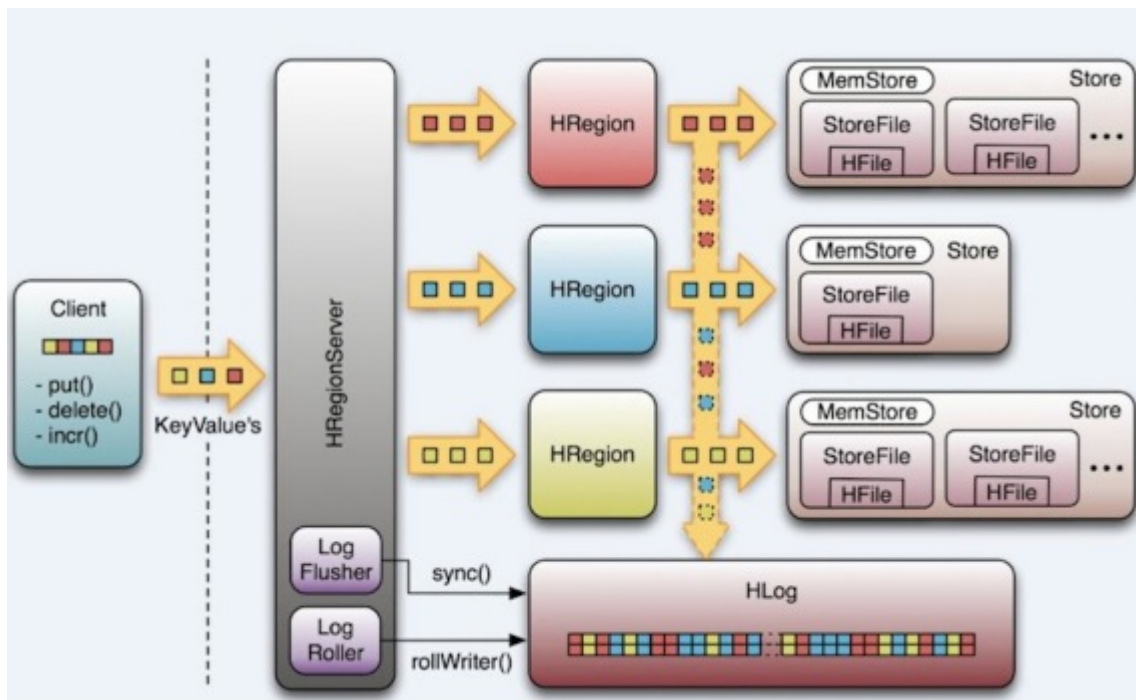 Client
- put()
- delete()
- incr()
KeyValue's
HRegionServer
Log
Flusher
Log
Roller
sync()
rollWriter()
HRegion
MemStore
Store
StoreFile
HFile
StoreFile
HFile
...
HRegion
MemStore
Store
StoreFile
HFile
HRegion
MemStore
Store
StoreFile
HFile
StoreFile
HFile
...
HLog